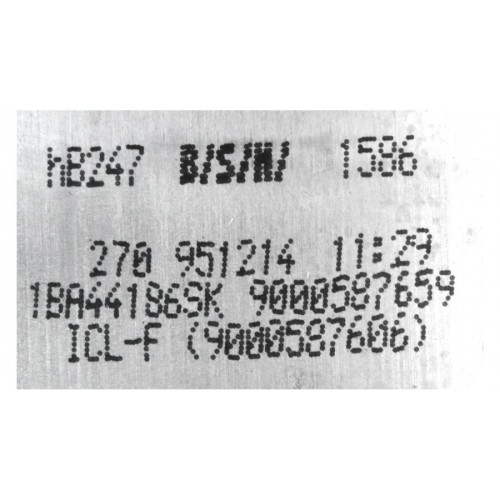 hB247 B/S/H/ 1586
270 951214 11:29
1BA44186SK 9000587659
ICL-F (9000587606)